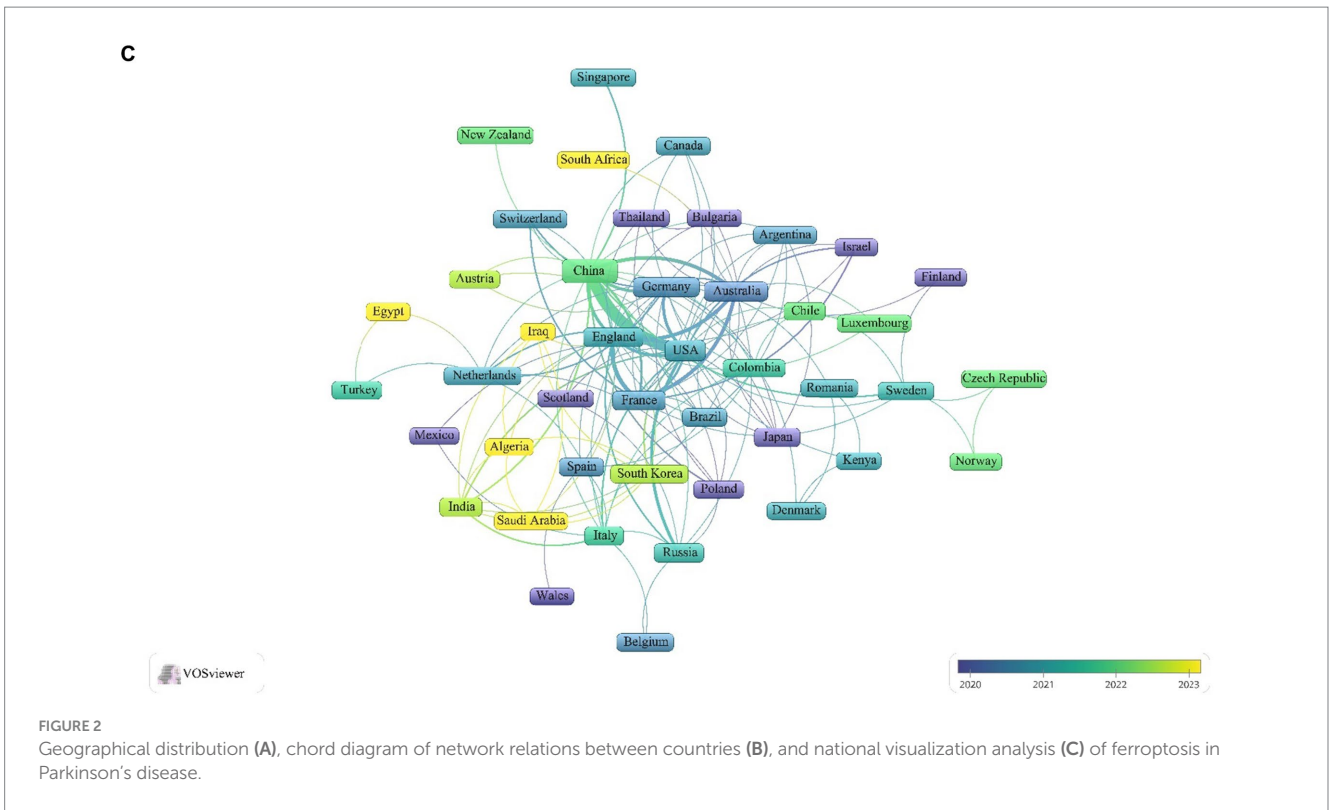 C
Singapore
New Zealand
South Africa
Canada
Switzerland
Thailand
Bulgaria
Argentina
Israel
China
Austria
Germany
Australia
Finland
Egypt
Iraq
Chile
Luxembourg
England
USA
Netherlands
Colombia
Turkey
Scotland
France
Romania
Sweden
Czech Republic
Brazil
Mexico
Algeria
Japan
Spain
South Korea
Poland
Kenya
Norway
India
Saudi Arabia
Denmark
Italy
Russia
Wales
Belgium
VOSviewer
2020 2021 2022 2023
FIGURE 2
Geographical distribution (A), chord diagram of network relations between countries (B), and national visualization analysis (C) of ferroptosis in
Parkinson's disease.